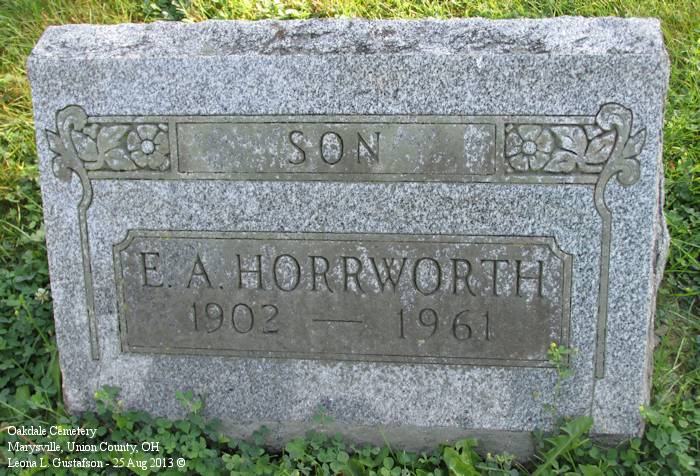 SON
E. A. HORRWORTH
1902 — 1961
Oakdale Cemetery
Marysville, Union County, OH
Leona L. Gustafson - 25 Aug 2013 ©